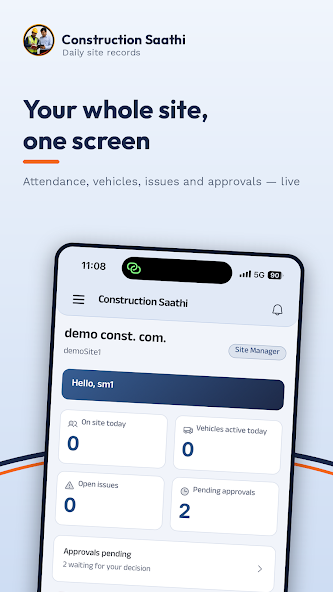 Construction Saathi
Daily site records
Your whole site,
one screen
Attendance, vehicles, issues and approvals — live
11:08
5G 90
Construction Saathi
demo const. com.
demoSite1
Site Manager
Hello, sm1
On site today
0
Vehicles active today
0
Open issues
0
Pending approvals
2
Approvals pending
2 waiting for your decision